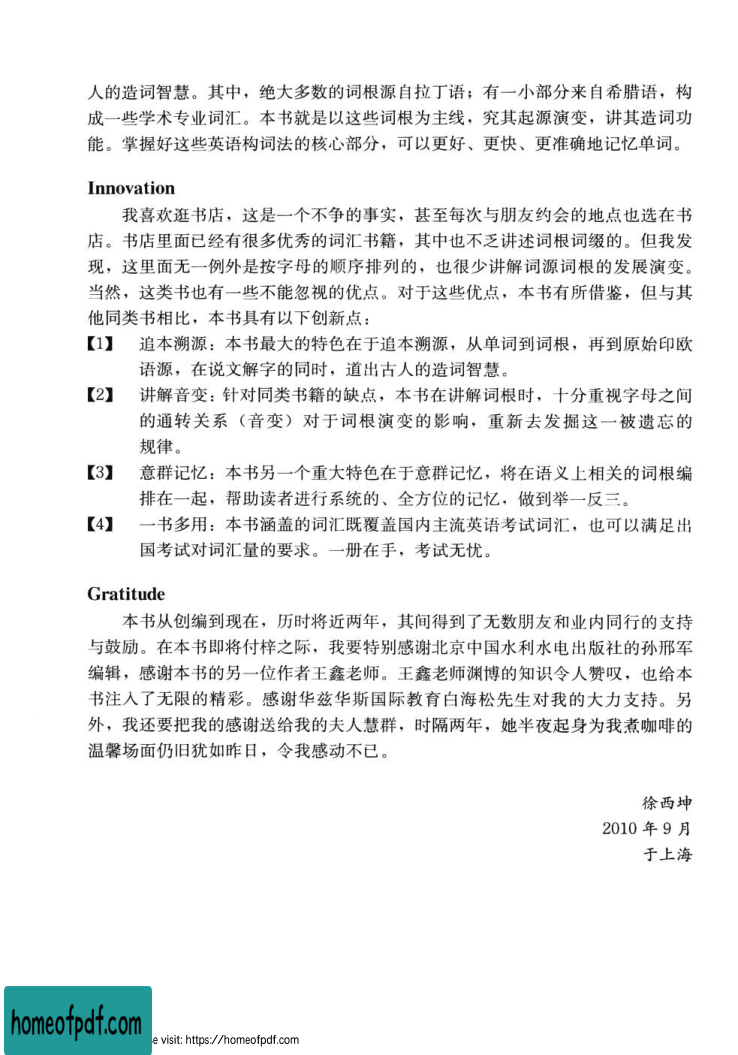 人的造词智慧。其中，绝大多数的词根源自拉丁语；有一小部分来自希腊语，构
成一些学术专业词汇。本书就是以这些词根为主线，究其起源演变，讲其造词功
能。掌握好这些英语构词法的核心部分，可以更好、更快、更准确地记忆单词。
Innovation
我喜欢逛书店，这是一个不争的事实，甚至每次与朋友约会的地点也选在书
店。书店里面已经有很多优秀的词汇书籍，其中也不乏讲述词根词缀的。但我发
现，这里面无一例外是按字母的顺序排列的，也很少讲解词源词根的发展演变。
当然，这类书也有一些不能忽视的优点。对于这些优点，本书有所借鉴，但与其
他同类书相比，本书具有以下创新点：
【1】 追本溯源：本书最大的特色在于追本溯源，从单词到词根，再到原始印欧
语源，在说文解字的同时，道出古人的造词智慧。
【2】 讲解音变：针对同类书籍的缺点，本书在讲解词根时，十分重视字母之间
的通转关系（音变）对于词根演变的影响，重新去发掘这一被遗忘的
规律。
【3】 意群记忆：本书另一个重大特色在于意群记忆，将在语义上相关的词根编
排在一起，帮助读者进行系统的、全方位的记忆，做到举一反三。
【4】 一书多用：本书涵盖的词汇既覆盖国内主流英语考试词汇，也可以满足出
国考试对词汇量的要求。一册在手，考试无忧。
Gratitude
本书从创编到现在，历时将近两年，其间得到了无数朋友和业内同行的支持
与鼓励。在本书即将付梓之际，我要特别感谢北京中国水利水电出版社的孙邢军
编辑，感谢本书的另一位作者王鑫老师。王鑫老师渊博的知识令人赞叹，也给本
书注入了无限的精彩。感谢华兹华斯国际教育白海松先生对我的大力支持。另
外，我还要把我的感谢送给我的夫人慧群，时隔两年，她半夜起身为我煮咖啡的
温馨场面仍旧犹如昨日，令我感动不已。
徐西坤
2010 年 9 月
于上海
homeofpdf.com
e visit: https://homeofpdf.com